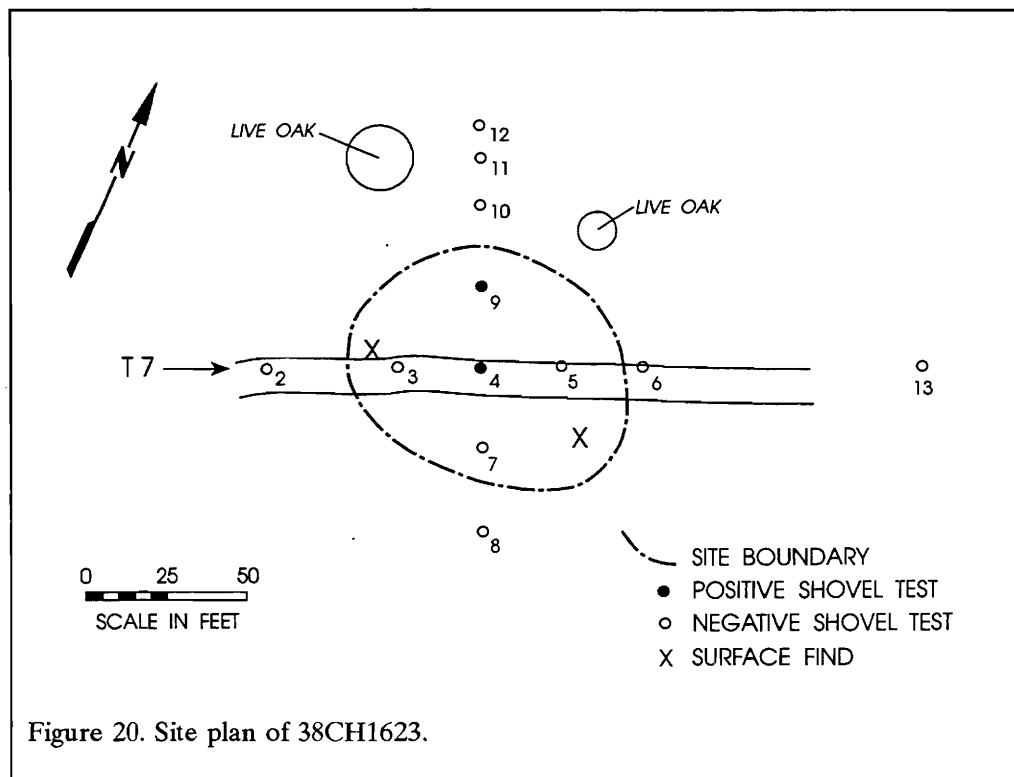 LIVE OAK
12
11
10
LIVE OAK
N
9
T7
2
3
4
5
6
13
7
8
0 25 50
SCALE IN FEET
SITE BOUNDARY
POSITIVE SHOVEL TEST
NEGATIVE SHOVEL TEST
X SURFACE FIND
X
X
Figure 20. Site plan of 38CH1623.